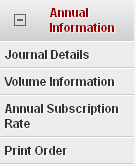 Annual
Information
Journal Details
Volume Information
Annual Subscription
Rate
Print Order